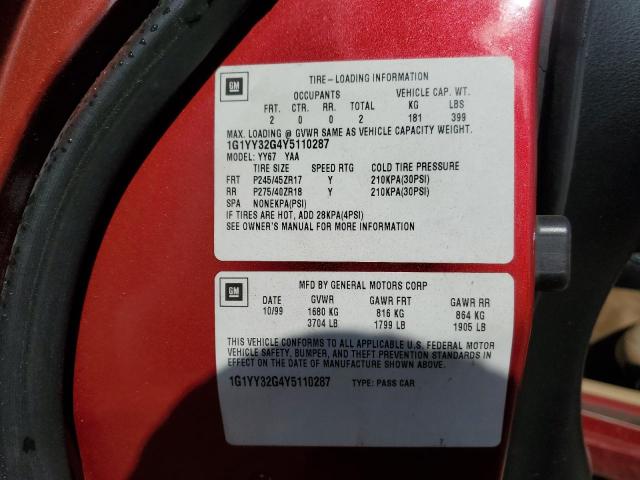 GM
TIRE-LOADING INFORMATION
OCCUPANTS VEHICLE CAP. WT.
FRT. CTR. RR. TOTAL KG LBS
2 0 0 2 181 399
MAX. LOADING @ GVWR SAME AS VEHICLE CAPACITY WEIGHT.
1G1YY32G4Y5110287
MODEL: YY67 YAA
TIRE SIZE SPEED RTG COLD TIRE PRESSURE
FRT P245/45ZR17 Y 210KPA(30PSI)
RR P275/40ZR18 Y 210KPA(30PSI)
SPA NONEKPA(PSI)
IF TIRES ARE HOT, ADD 28KPA(4PSI)
SEE OWNER'S MANUAL FOR MORE INFORMATION
GM
MFD BY GENERAL MOTORS CORP
DATE GVWR GAWR FRT GAWR RR
10/99 1680 KG 816 KG 864 KG
3704 LB 1799 LB 1905 LB
THIS VEHICLE CONFORMS TO ALL APPLICABLE U.S. FEDERAL MOTOR
VEHICLE SAFETY, BUMPER, AND THEFT PREVENTION STANDARDS IN
EFFECT ON THE DATE OF MANUFACTURE SHOWN ABOVE.
1G1YY32G4Y5110287 TYPE: PASS CAR